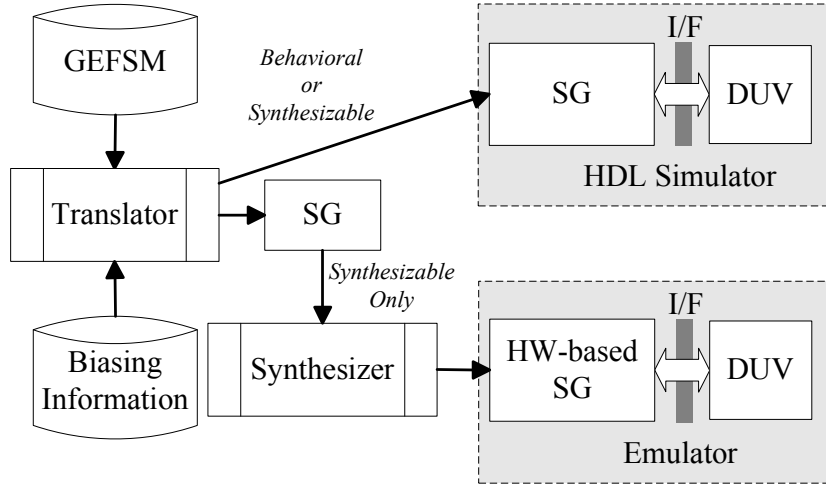 GEFSM
Behavioral
or
Synthesizable
I/F
SG
DUV
HDL Simulator
Translator
SG
Synthesizable
Only
Biasing
Information
Synthesizer
I/F
HW-based
SG
DUV
Emulator